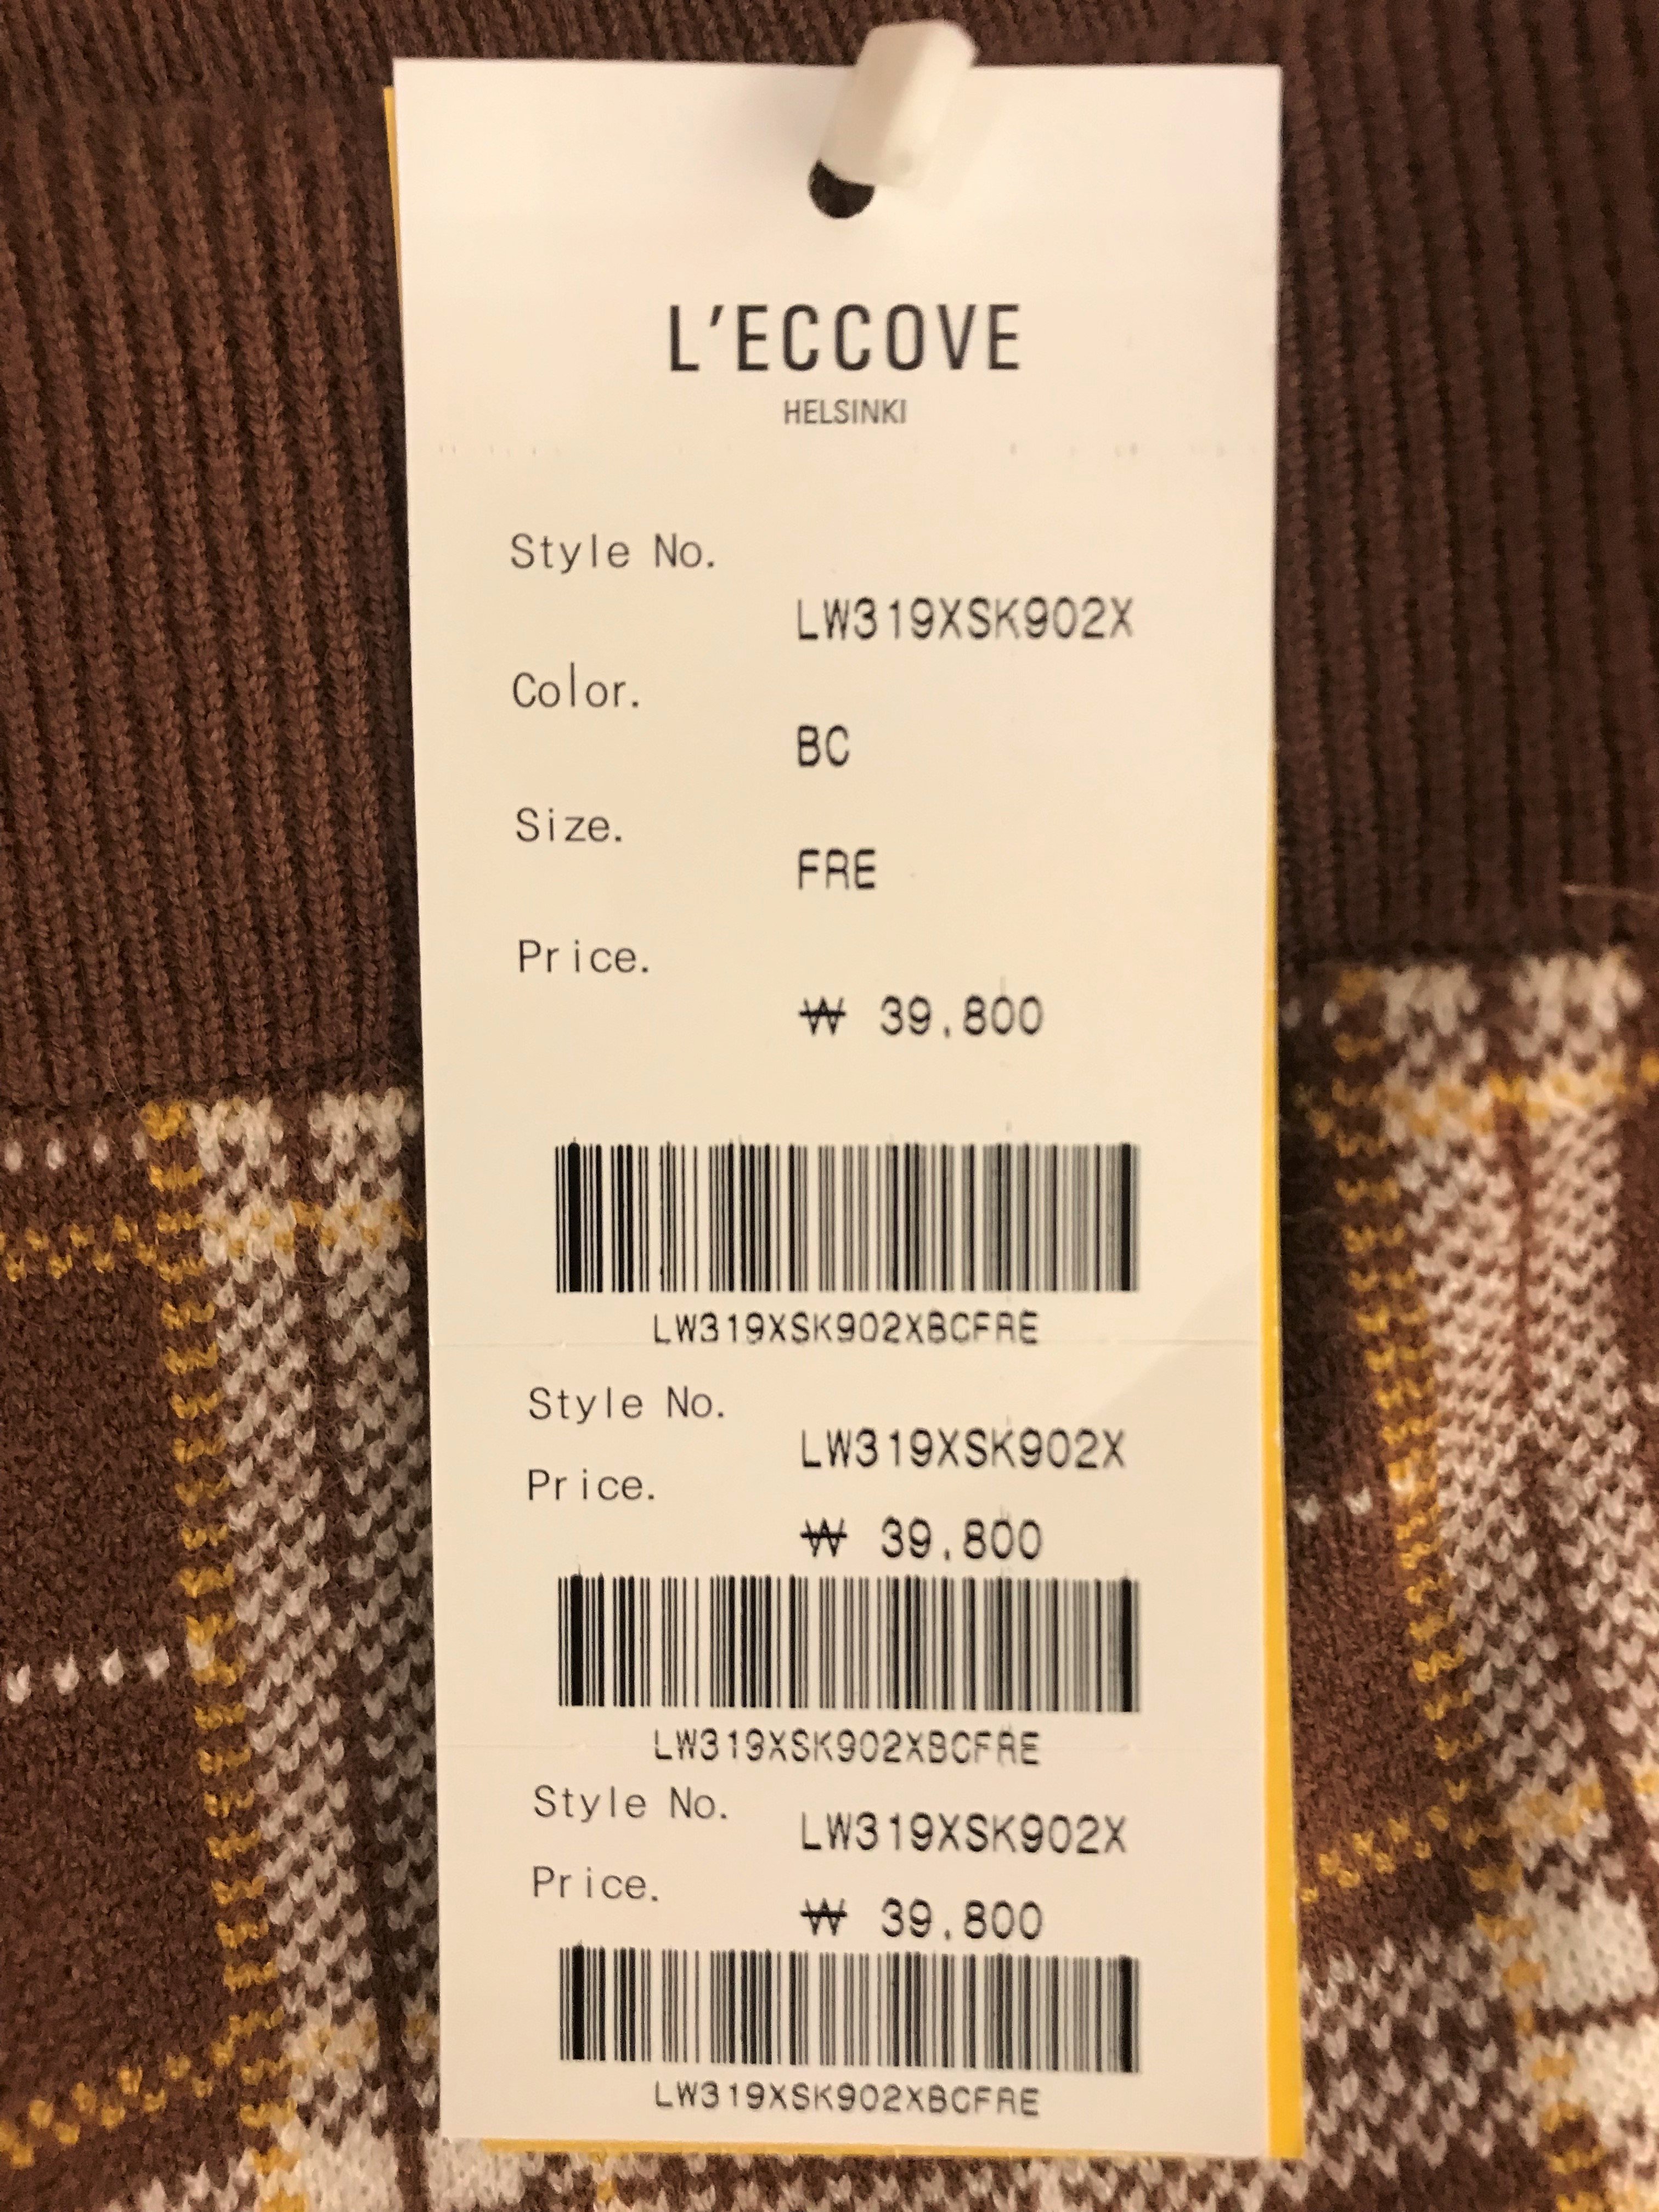 L'ECCOVE
HELSINKI
Style No.
LW319XSK902X
Color.
BC
Size.
FRE
Price.
₩ 39,800
LW319XSK902XBCFRE
Style No.
LW319XSK902X
Price.
₩ 39,800
LW319XSK902XBCFRE
Style No.
LW319XSK902X
Price.
₩ 39,800
LW319XSK902XBCFRE